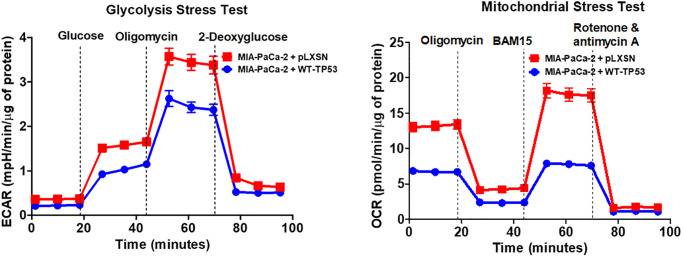 Glycolysis Stress Test
Glucose Oligomycin 2-Deoxyglucose
MIA-PaCa-2 + pLXSN
MIA-PaCa-2 + WT-TP53
ECAR (mpH/min/µg of protein)
4
3
2
1
0
0 20 40 60 80 100
Time (minutes)
Mitochondrial Stress Test
Oligomycin BAM15 Rotenone &
antimycin A
MIA-PaCa-2 + pLXSN
MIA-PaCa-2 + WT-TP53
OCR (pmol/min/µg of protein)
25
20
15
10
5
0
0 20 40 60 80 100
Time (minutes)